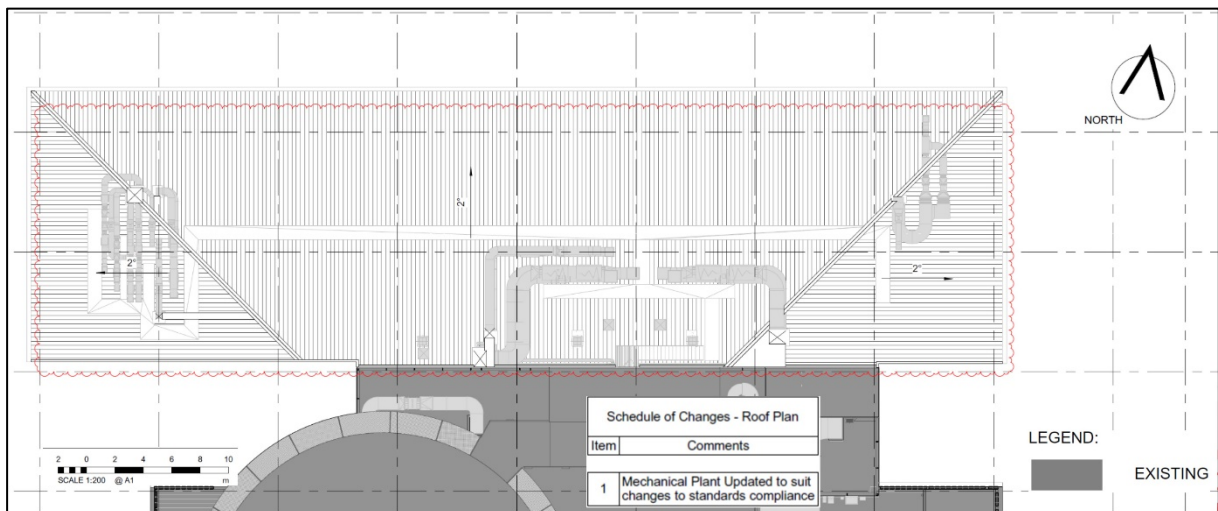 NORTH
2°
2°
2°
Schedule of Changes - Roof Plan
Item Comments
1 Mechanical Plant Updated to suit
changes to standards compliance
LEGEND:
EXISTING
2 0 2 4 6 8 10
SCALE 1:200 @ A1 m